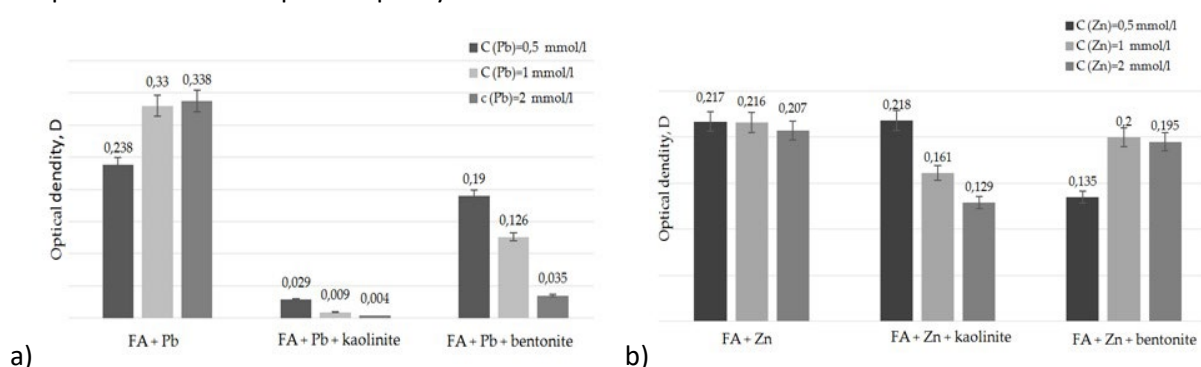 C (Pb)=0,5 mmol/l
C (Pb)=1 mmol/l
c (Pb)=2 mmol/l
Optical dendity, D
0,238
0,33
0,338
0,029
0,009
0,004
0,19
0,126
0,035
FA + Pb
FA + Pb + kaolinite
FA + Pb + bentonite
a)
C (Zn)=0,5 mmol/l
C (Zn)=1 mmol/l
C (Zn)=2 mmol/l
Optical dendity, D
0,217
0,216
0,207
0,218
0,161
0,129
0,135
0,2
0,195
FA + Zn
FA + Zn + kaolinite
FA + Zn + bentonite
b)